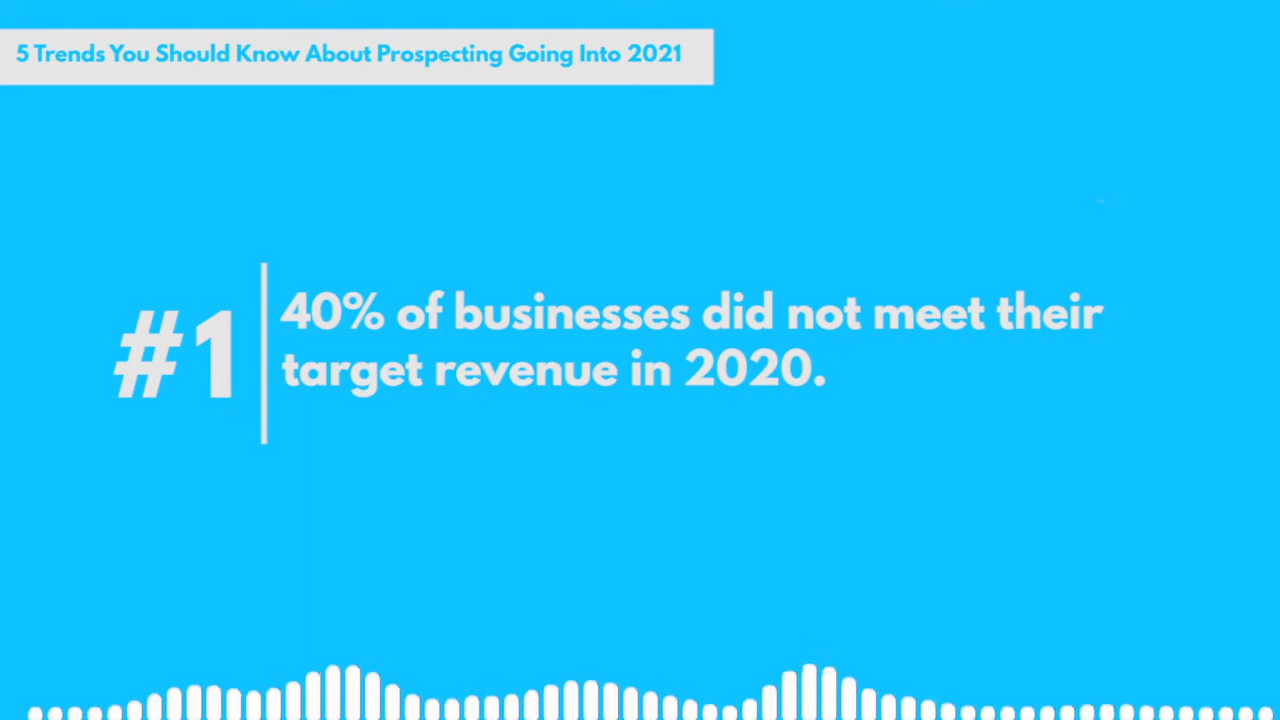 5 Trends You Should Know About Prospecting Going Into 2021
#1
40% of businesses did not meet their
target revenue in 2020.